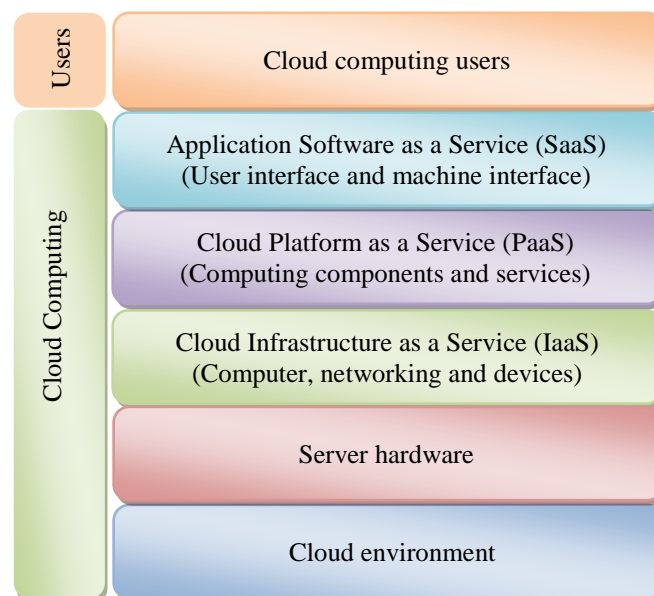 Users
Cloud computing users
Cloud Computing
Application Software as a Service (SaaS)
(User interface and machine interface)
Cloud Platform as a Service (PaaS)
(Computing components and services)
Cloud Infrastructure as a Service (IaaS)
(Computer, networking and devices)
Server hardware
Cloud environment